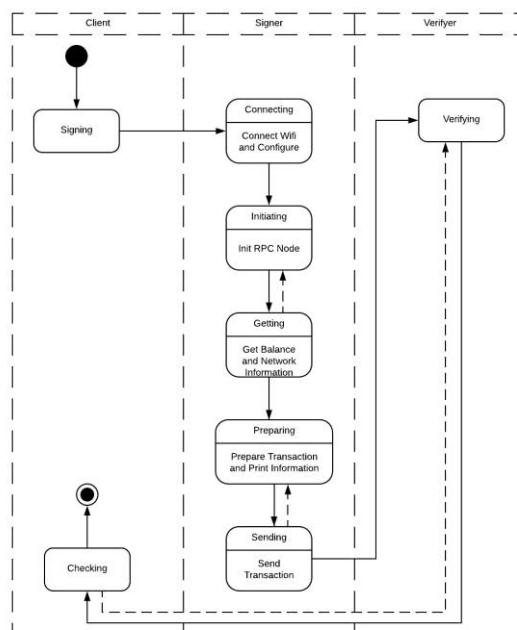 Client
Signer
Verifyer
Signing
Connecting
Connect Wifi
and Configure
Verifying
Initiating
Init RPC Node
Getting
Get Balance
and Network
Information
Preparing
Prepare Transaction
and Print Information
Sending
Send
Transaction
Checking